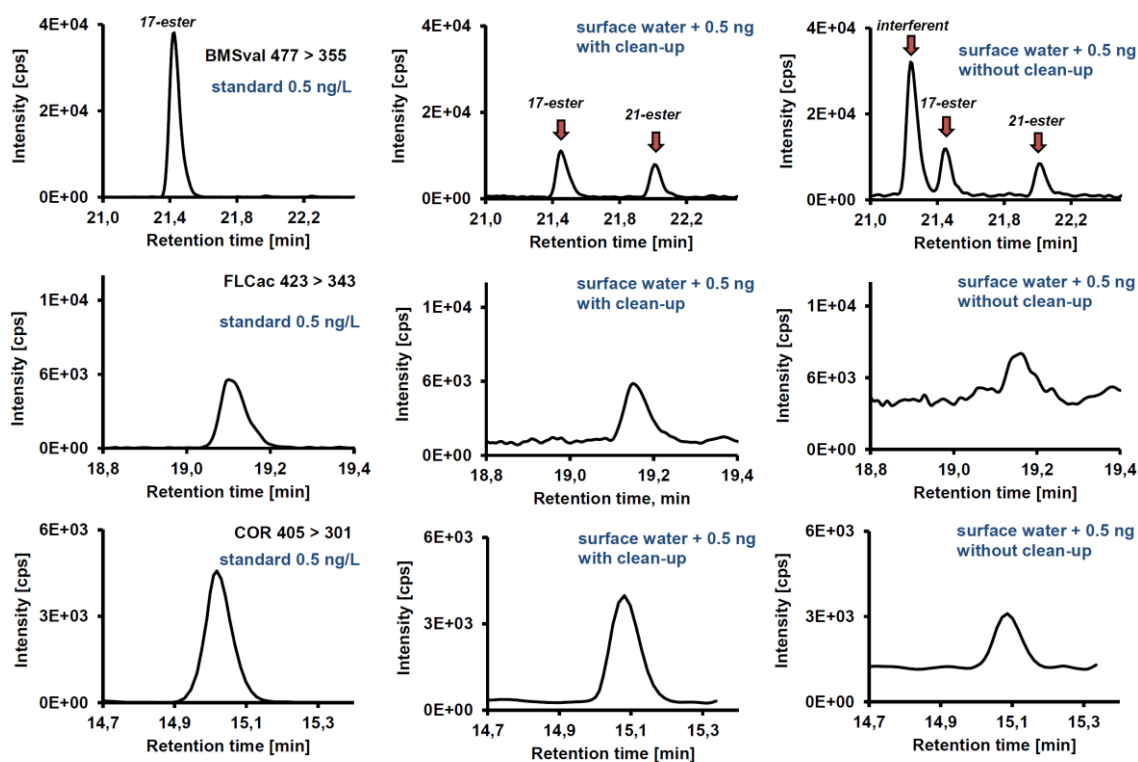 4E+04
2E+04
0E+00
Intensity [cps]
17-ester
BMSval 477 > 355
standard 0.5 ng/L
21,0 21,4 21,8 22,2
Retention time [min]
4E+04
2E+04
0E+00
Intensity [cps]
surface water + 0.5 ng
with clean-up
17-ester
21-ester
21,0 21,4 21,8 22,2
Retention time [min]
4E+04
2E+04
0E+00
Intensity [cps]
interferent
surface water + 0.5 ng
without clean-up
17-ester
21-ester
21,0 21,4 21,8 22,2
Retention time [min]
1E+04
6E+03
0E+00
Intensity [cps]
FLCac 423 > 343
standard 0.5 ng/L
18,8 19,0 19,2 19,4
Retention time [min]
1E+04
6E+03
0E+00
Intensity [cps]
surface water + 0.5 ng
with clean-up
18,8 19,0 19,2 19,4
Retention time, min
1E+04
6E+03
0E+00
Intensity [cps]
surface water + 0.5 ng
without clean-up
18,8 19,0 19,2 19,4
Retention time [min]
6E+03
3E+03
0E+00
Intensity [cps]
COR 405 > 301
standard 0.5 ng/L
14,7 14,9 15,1 15,3
Retention time [min]
6E+03
3E+03
0E+00
Intensity [cps]
surface water + 0.5 ng
with clean-up
14,7 14,9 15,1 15,3
Retention time [min]
6E+03
3E+03
0E+00
Intensity [cps]
surface water + 0.5 ng
without clean-up
14,7 14,9 15,1 15,3
Retention time [min]